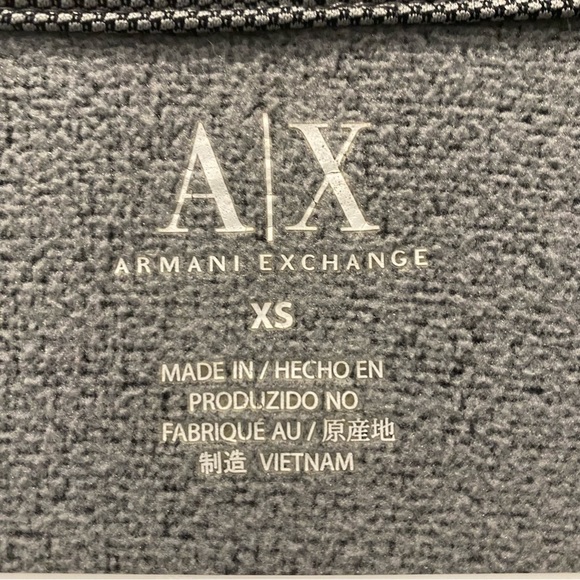 A|X
ARMANI EXCHANGE
XS
MADE IN / HECHO EN
PRODUZIDO NO
FABRIQUÉ AU / 原産地
制造 VIETNAM